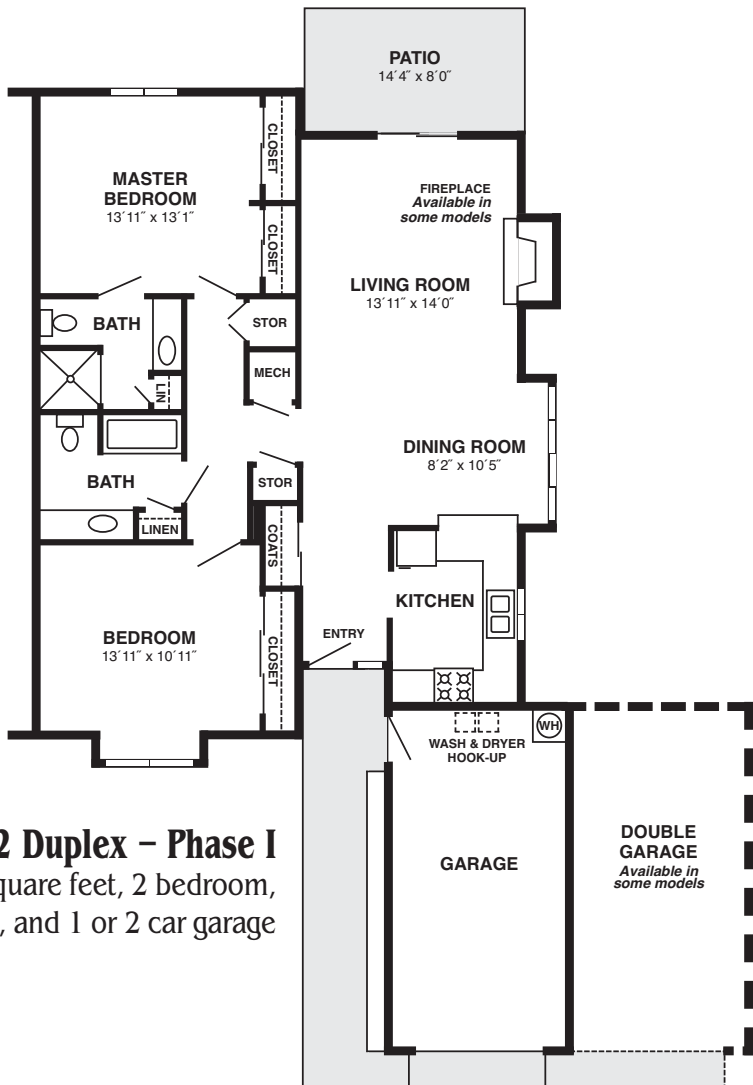 PATIO
14´4˝ x 8´0˝
CLOSET
MASTER
BEDROOM
13´11˝ x 13´1˝
FIREPLACE
Available in
some models
CLOSET
LIVING ROOM
13´11˝ x 14´0˝
BATH
STOR
MECH
LIN
DINING ROOM
8´2˝ x 10´5˝
BATH
STOR
LINEN
COATS
KITCHEN
ENTRY
BEDROOM
13´11˝ x 10´11˝
CLOSET
WH
WASH & DRYER
HOOK-UP
2 Duplex – Phase I
quare feet, 2 bedroom,
, and 1 or 2 car garage
GARAGE
DOUBLE
GARAGE
Available in
some models